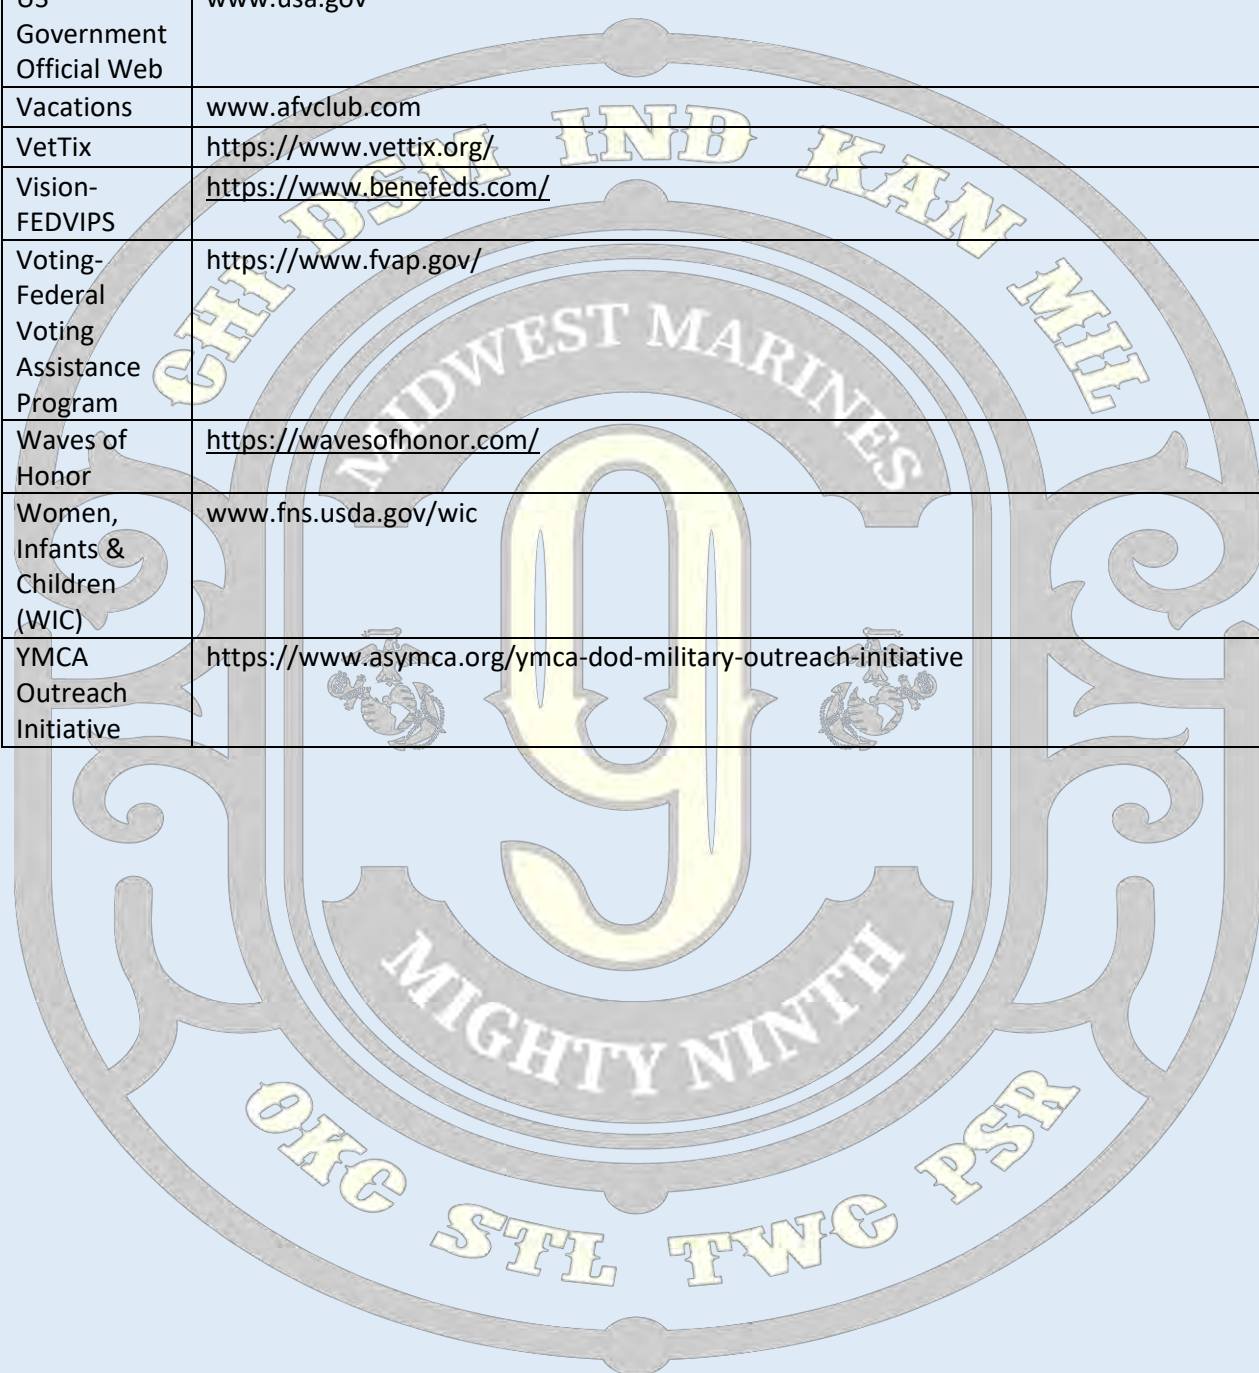 US www.usa.gov
Government
Official Web
Vacations www.afvclub.com
VetTix https://www.vettix.org/
Vision- https://www.benefeds.com/
FEDVIPS
Voting- https://www.fvap.gov/
Federal
Voting
Assistance
Program
Waves of https://wavesofhonor.com/
Honor
Women, www.fns.usda.gov/wic
Infants &
Children
(WIC)
YMCA https://www.asymca.org/ymca-dod-military-outreach-initiative
Outreach
Initiative
CHI DSM IND KAN MIL
MIDWEST MARINES
9
MIGHTY NINTH
OKC STL TWC PSR